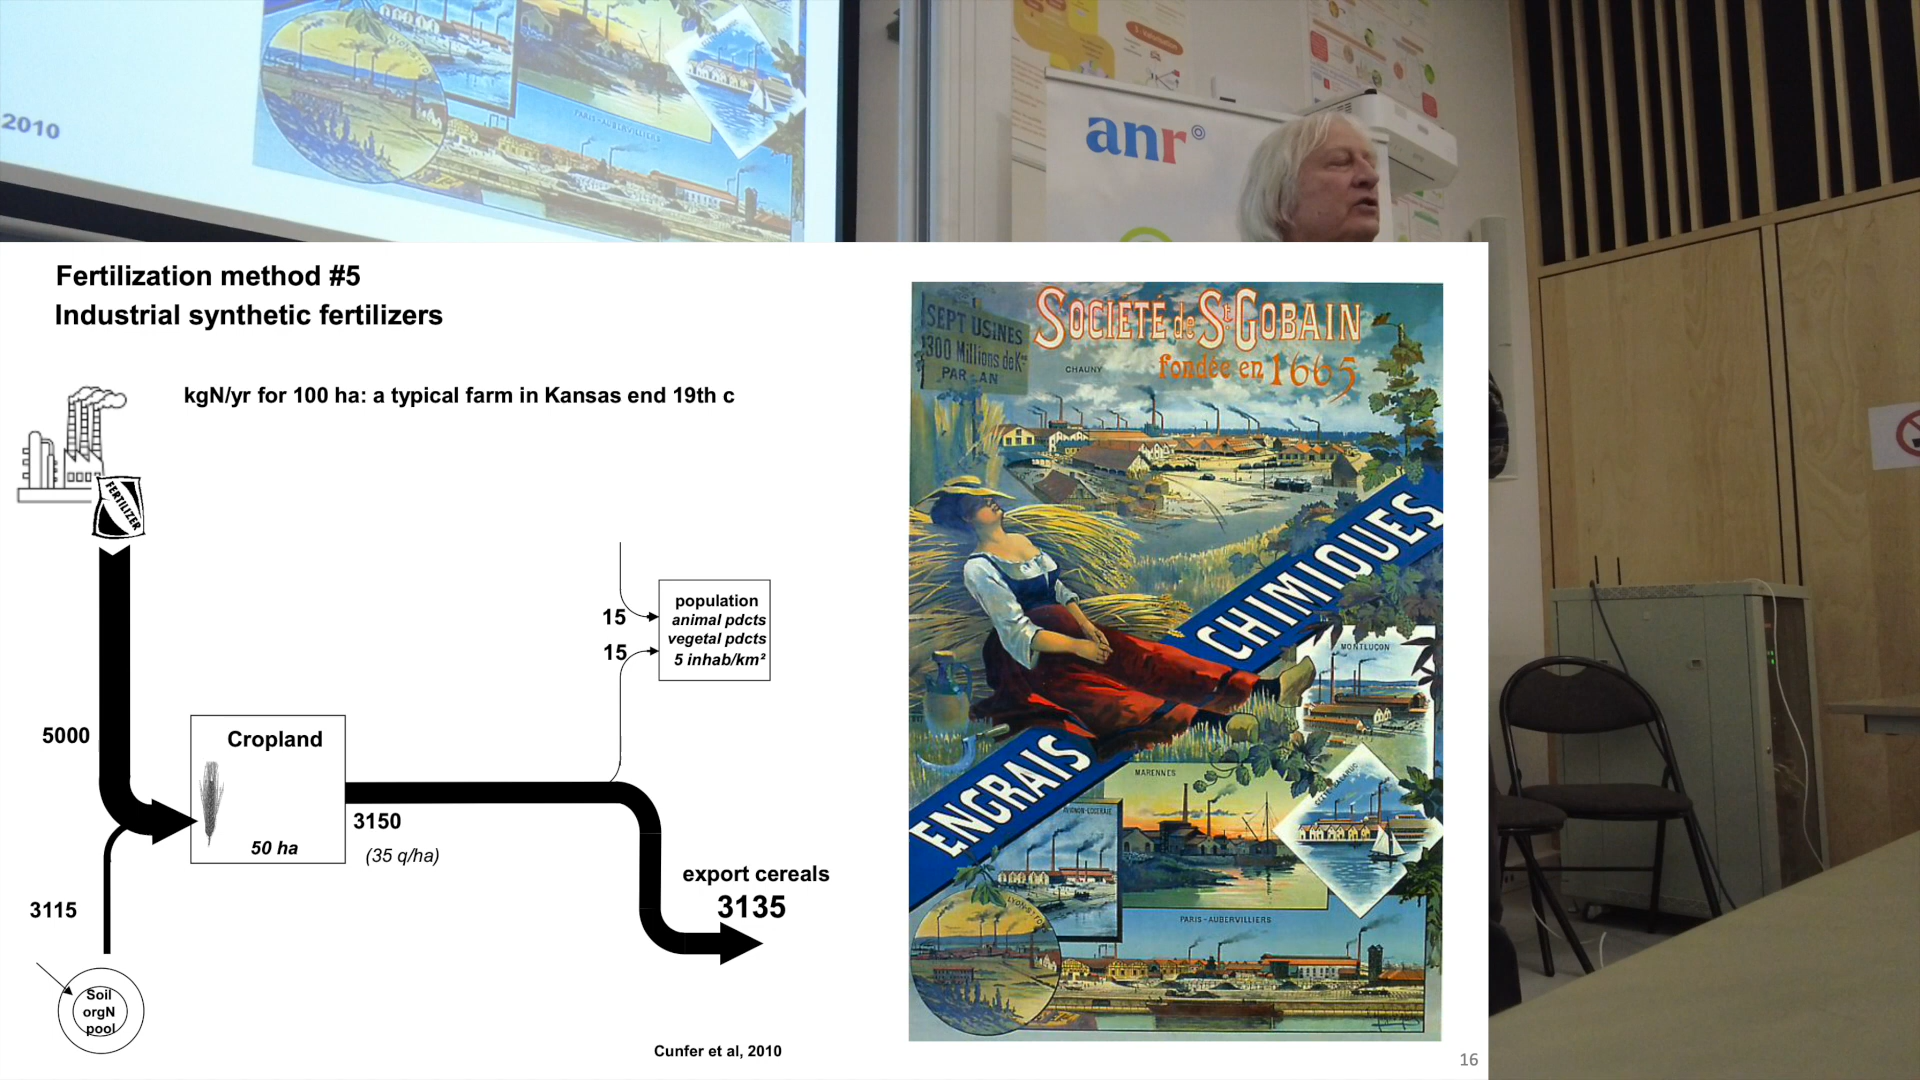 2010
PARIS-AUBERVILLIERS
anr
Fertilization method #5
Industrial synthetic fertilizers
kgN/yr for 100 ha: a typical farm in Kansas end 19th c
FERTILIZER
5000
3115
Soil
orgN
pool
Cropland
50 ha
3150
(35 q/ha)
15
15
population
animal pdcts
vegetal pdcts
5 inhab/km²
export cereals
3135
Cunfer et al, 2010
SEPT USINES
300 Millions de Kos
PAR - AN
SOCIÉTÉ de St GOBAIN
fondée en 1665
CHAUNY
ENGRAIS CHIMIQUES
MONTLUÇON
MARENNES
PARIS-AUBERVILLIERS
16